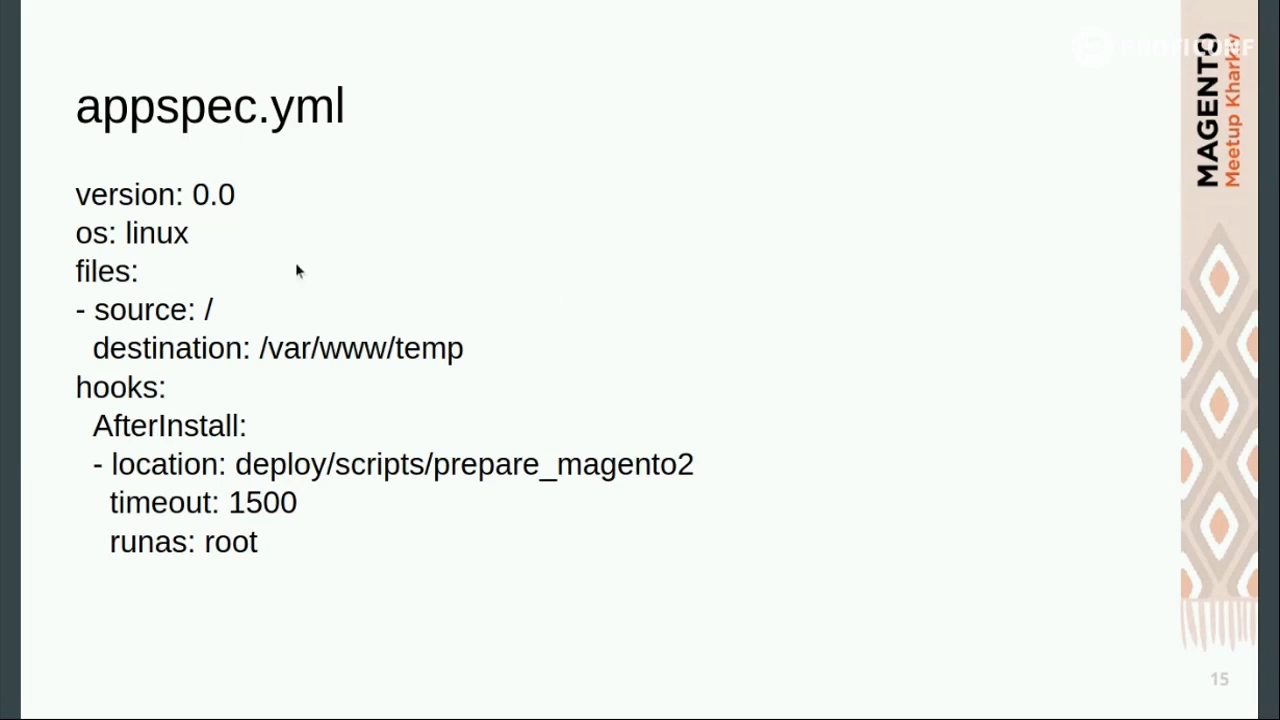 appspec.yml
version: 0.0
os: linux
files:
- source: /
destination: /var/www/temp
hooks:
AfterInstall:
- location: deploy/scripts/prepare_magento2
timeout: 1500
runas: root
PROFICONF
MAGENTO
Meetup Kharkiv
15